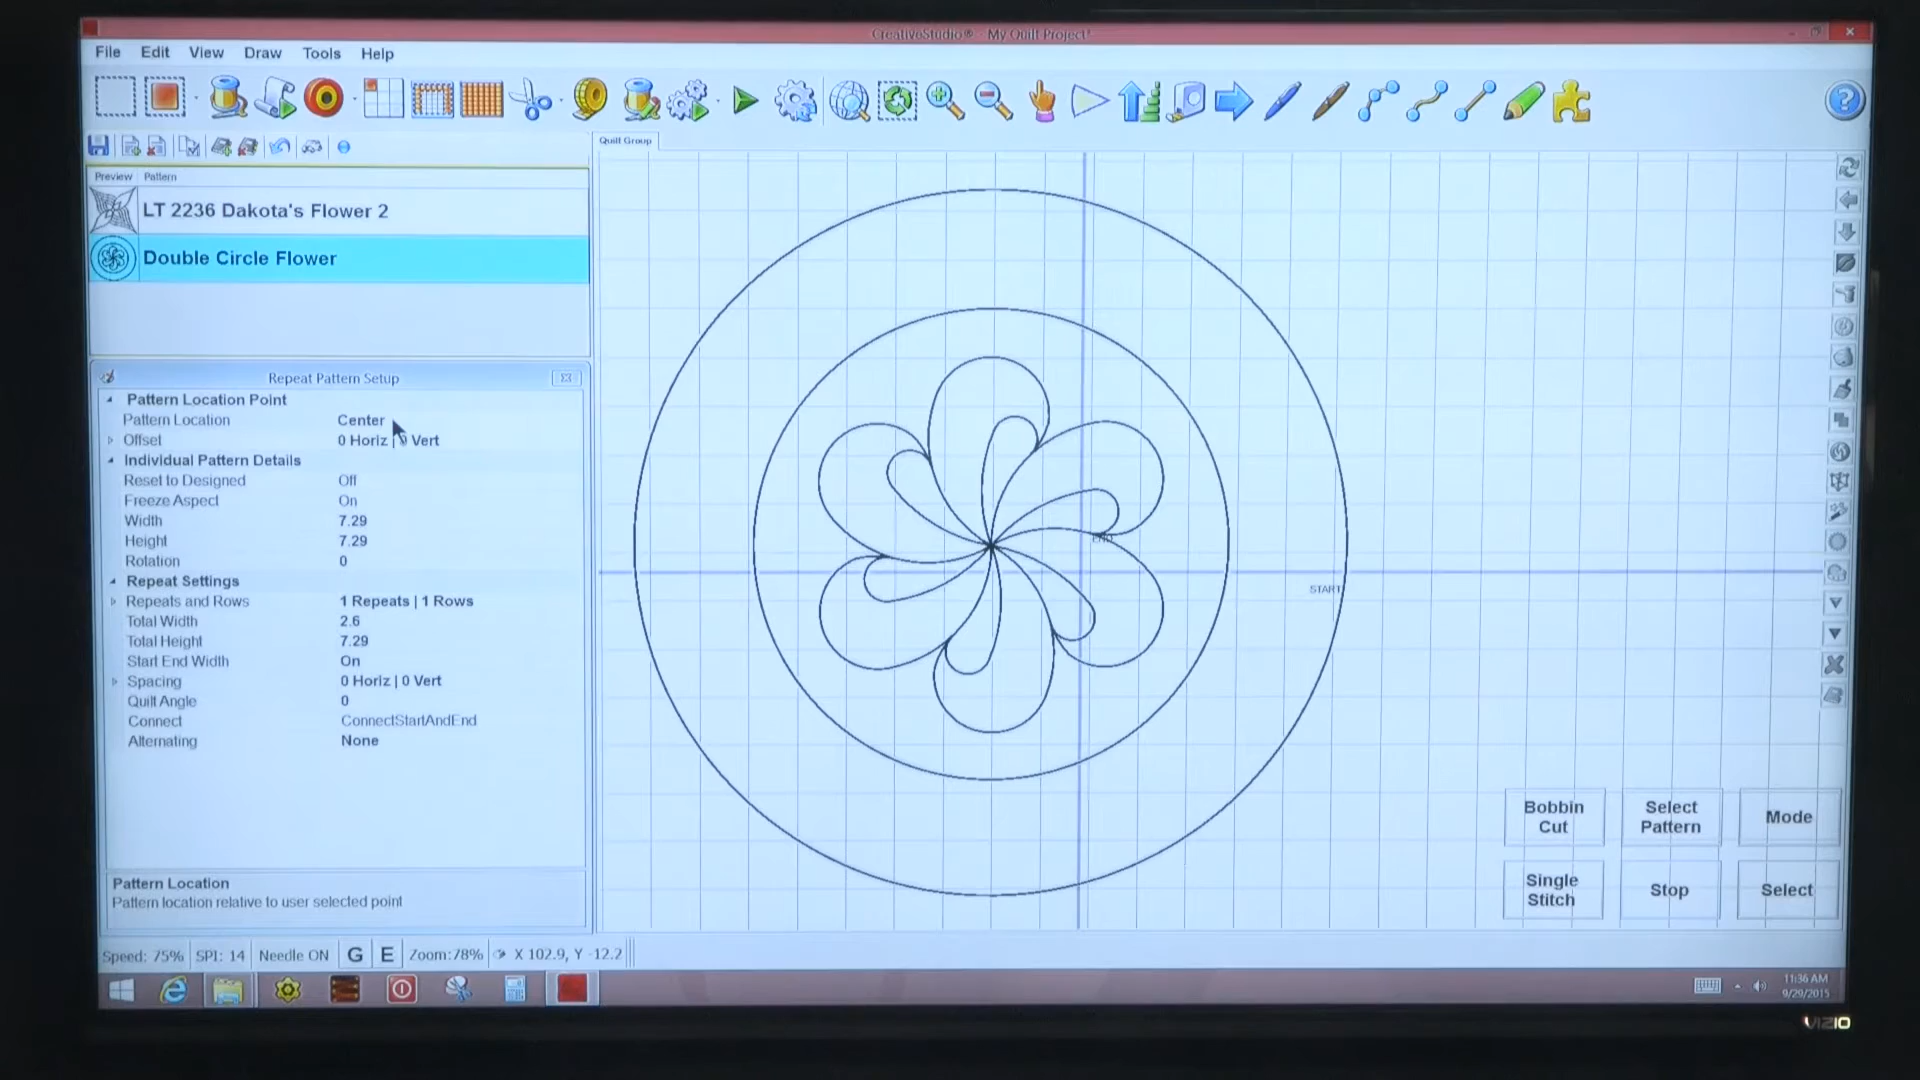 CreativeStudio® - My Quilt Project*
File Edit View Draw Tools Help
Quilt Group
Preview Pattern
LT 2236 Dakota's Flower 2
Double Circle Flower
Repeat Pattern Setup
Pattern Location Point
Pattern Location Center
Offset 0 Horiz | 0 Vert
Individual Pattern Details
Reset to Designed Off
Freeze Aspect On
Width 7.29
Height 7.29
Rotation 0
Repeat Settings
Repeats and Rows 1 Repeats | 1 Rows
Total Width 2.6
Total Height 7.29
Start End Width On
Spacing 0 Horiz | 0 Vert
Quilt Angle 0
Connect ConnectStartAndEnd
Alternating None
Pattern Location
Pattern location relative to user selected point
END
START
Bobbin Cut
Select Pattern
Mode
Single Stitch
Stop
Select
Speed: 75% SPI: 14 Needle ON G E Zoom:78% X 102.9, Y -12.2
11:36 AM
9/29/2015
VIZIO